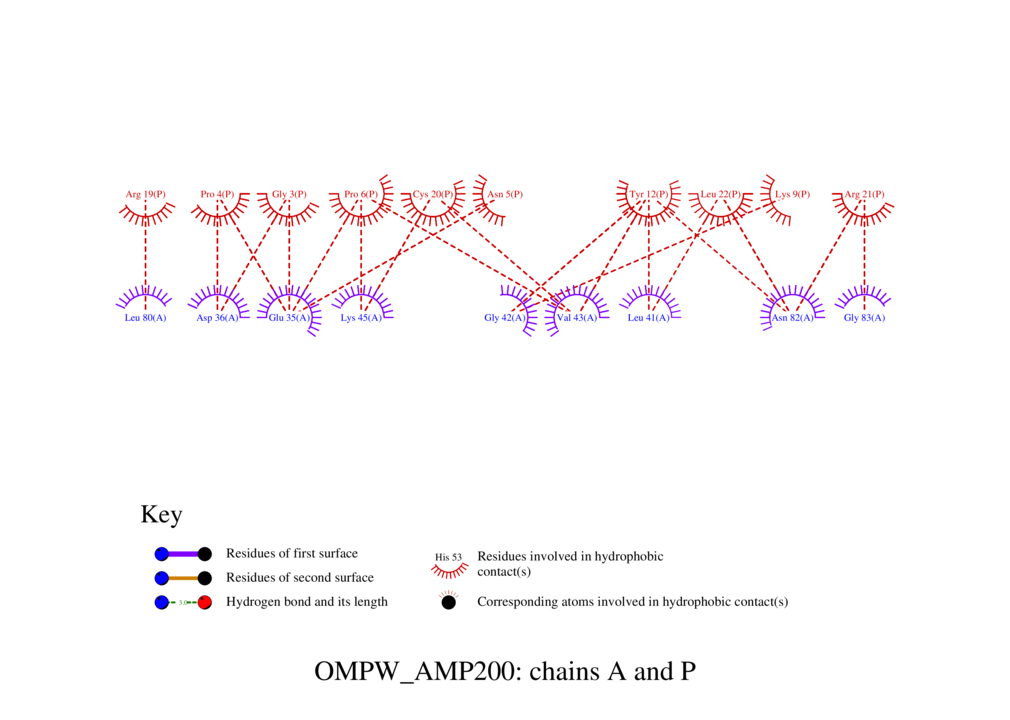 Arg 19(P) Pro 4(P) Gly 3(P) Pro 6(P) Cys 20(P) Asn 5(P) Tyr 12(P) Leu 22(P) Lys 9(P) Arg 21(P)
Leu 80(A) Asp 36(A) Glu 35(A) Lys 45(A) Gly 42(A) Val 43(A) Leu 41(A) Asn 82(A) Gly 83(A)
Key
Residues of first surface
Residues of second surface
3.0 Hydrogen bond and its length
His 53 Residues involved in hydrophobic
contact(s)
Corresponding atoms involved in hydrophobic contact(s)
OMPW_AMP200: chains A and P